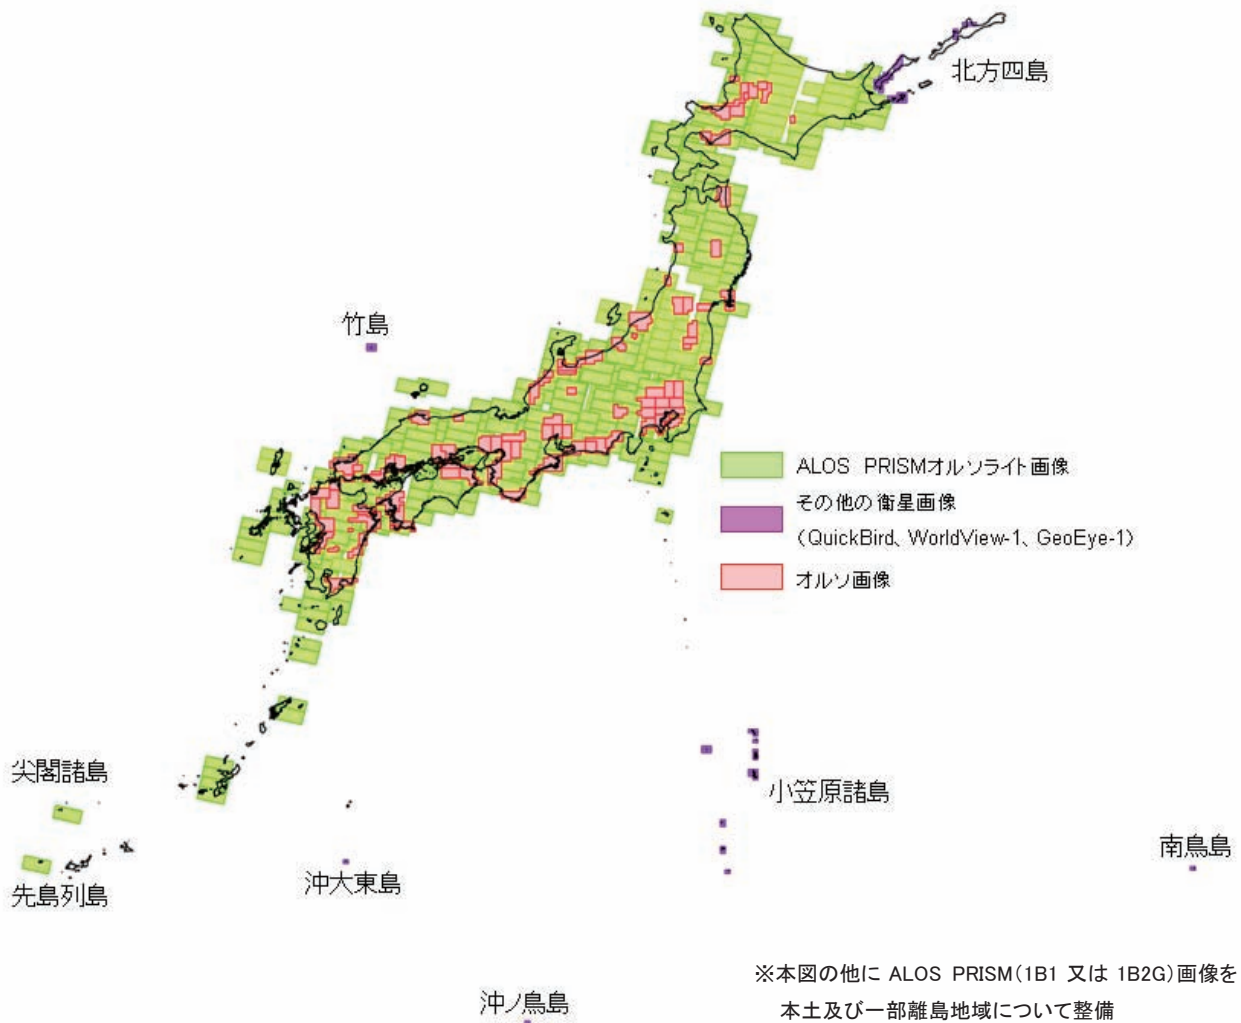 北方四島
竹島
ALOS PRISMオルソライト画像
その他の衛星画像
(QuickBird、WorldView-1、GeoEye-1)
オルソ画像
尖閣諸島
小笠原諸島
南鳥島
先島列島
沖大東島
※本図の他に ALOS PRISM(1B1 又は 1B2G)画像を
本土及び一部離島地域について整備
沖ノ鳥島